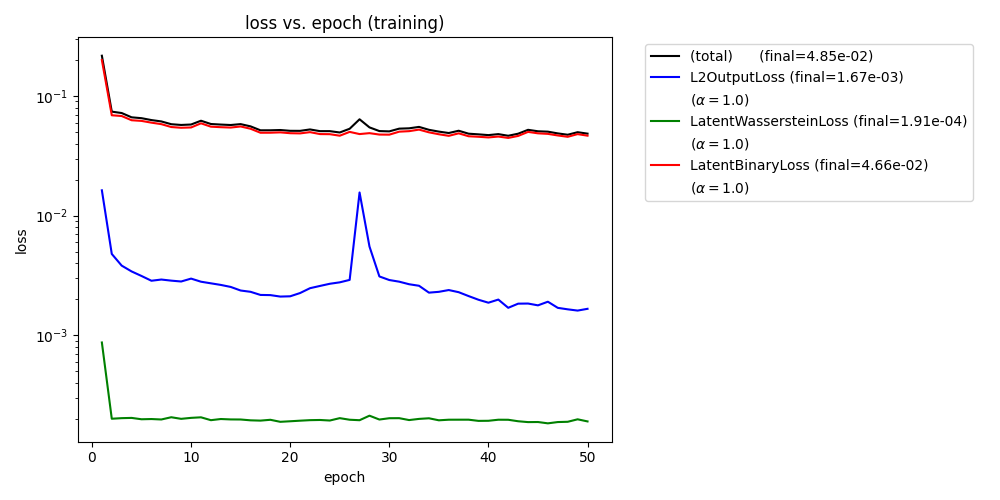 loss vs. epoch (training)
(total)      (final=4.85e-02)
L2OutputLoss (final=1.67e-03)
(α = 1.0)
LatentWassersteinLoss (final=1.91e-04)
(α = 1.0)
LatentBinaryLoss (final=4.66e-02)
(α = 1.0)
10⁻¹
10⁻²
10⁻³
loss
0 10 20 30 40 50
epoch